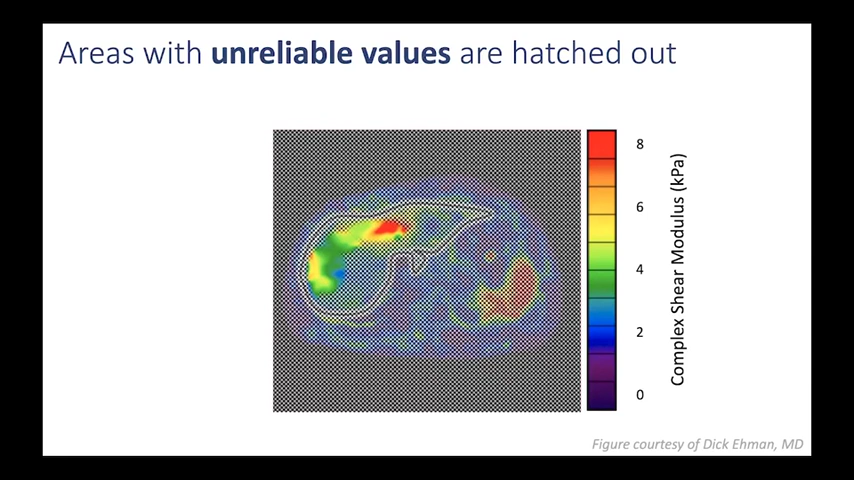 Areas with unreliable values are hatched out
8
6
4
2
0
Complex Shear Modulus (kPa)
Figure courtesy of Dick Ehman, MD